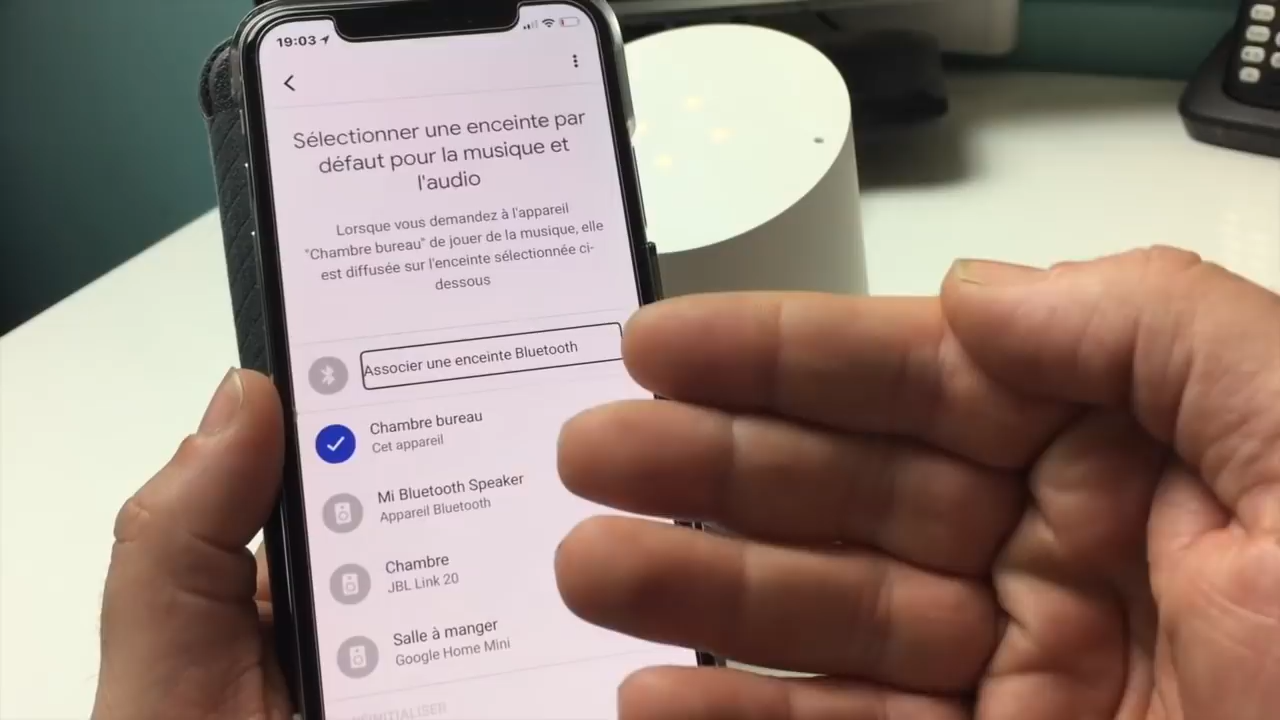 19:03
Sélectionner une enceinte par
défaut pour la musique et
l'audio
Lorsque vous demandez à l'appareil
"Chambre bureau" de jouer de la musique, elle
est diffusée sur l'enceinte sélectionnée ci-
dessous
Associer une enceinte Bluetooth
Chambre bureau
Cet appareil
Mi Bluetooth Speaker
Appareil Bluetooth
Chambre
JBL Link 20
Salle à manger
Google Home Mini
RÉINITIALISER